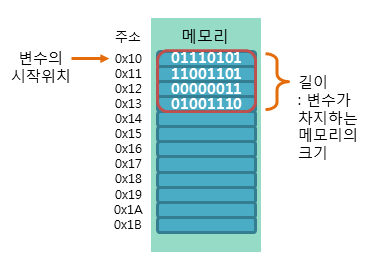 주소 메모리
변수의
시작위치
0x10 01110101
0x11 11001101
0x12 00000011
0x13 01001110
0x14
0x15
0x16
0x17
0x18
0x19
0x1A
0x1B
길이
: 변수가
차지하는
메모리의
크기